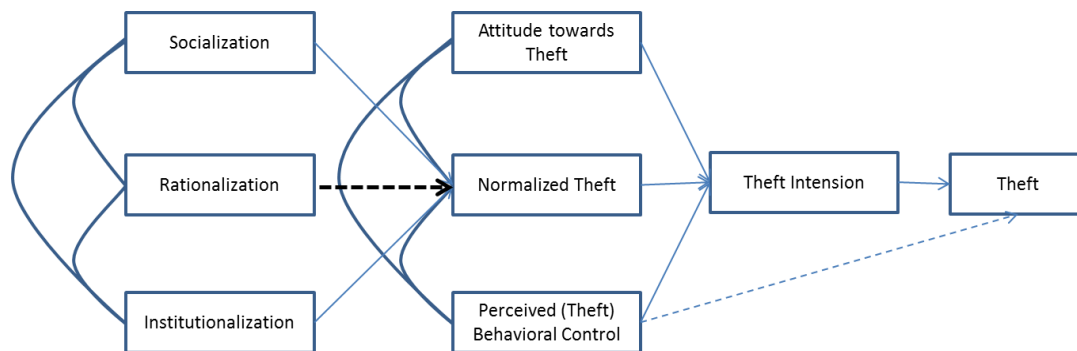 Socialization
Attitude towards
Theft
Rationalization
Normalized Theft
Theft Intension
Theft
Institutionalization
Perceived (Theft)
Behavioral Control